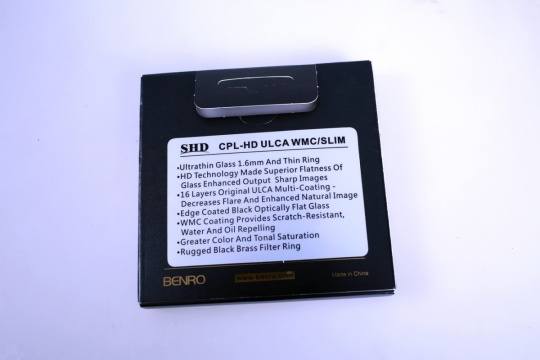 SHD CPL-HD ULCA WMC/SLIM
•Ultrathin Glass 1.6mm And Thin Ring
•HD Technology Made Superior Flatness Of
Glass Enhanced Output Sharp Images
•16 Layers Original ULCA Multi-Coating -
Decreases Flare And Enhanced Natural Image
•Edge Coated Black Optically Flat Glass
•WMC Coating Provides Scratch-Resistant,
Water And Oil Repelling
•Greater Color And Tonal Saturation
•Rugged Black Brass Filter Ring
BENRO Made in China